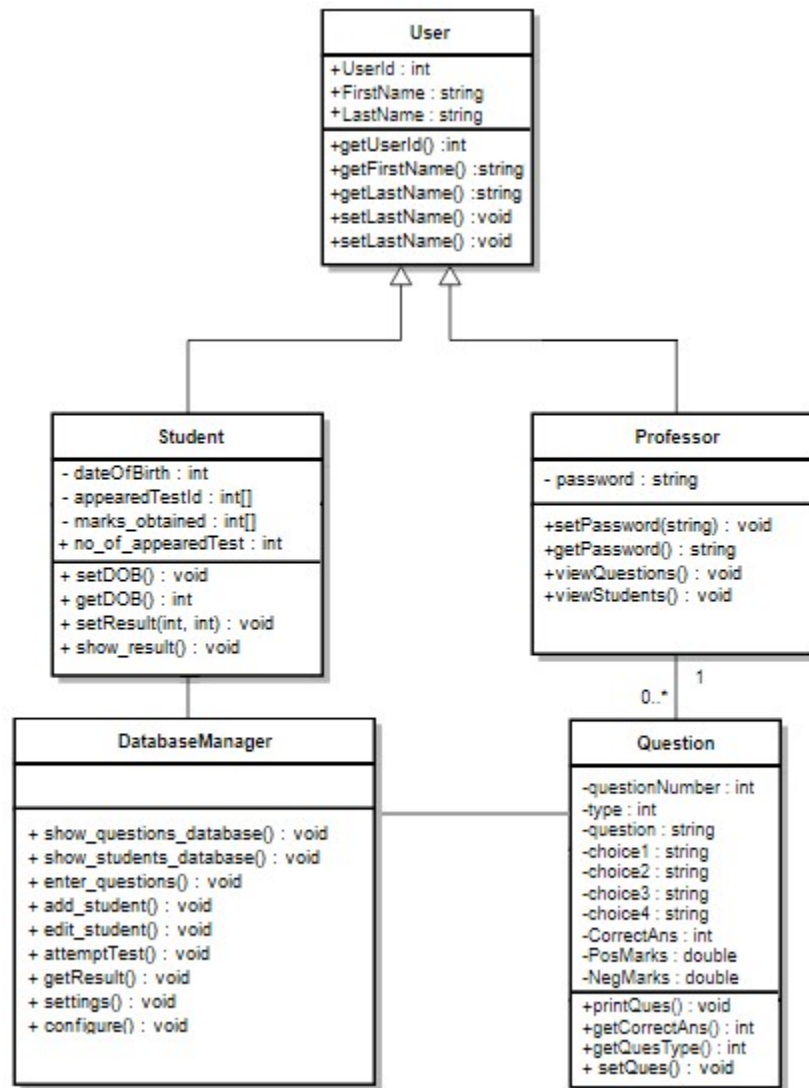 User
+UserId : int
+FirstName : string
+LastName : string
+getUserId() :int
+getFirstName() :string
+getLastName() :string
+setLastName() : void
+setLastName() : void
Student
- dateOfBirth : int
- appearedTestId : int[]
- marks_obtained : int[]
+ no_of_appearedTest : int
+ setDOB() : void
+ getDOB() : int
+ setResult(int, int) : void
+ show_result() : void
Professor
- password : string
+setPassword(string) : void
+getPassword() : string
+viewQuestions() : void
+viewStudents() : void
1
0..*
DatabaseManager
+ show_questions_database() : void
+ show_students_database() : void
+ enter_questions() : void
+ add_student() : void
+ edit_student() : void
+ attemptTest() : void
+ getResult() : void
+ settings() : void
+ configure() : void
Question
-questionNumber : int
-type : int
-question : string
-choice1 : string
-choice2 : string
-choice3 : string
-choice4 : string
-CorrectAns : int
-PosMarks : double
-NegMarks : double
+printQues() : void
+getCorrectAns() : int
+getQuesType() : int
+ setQues() : void